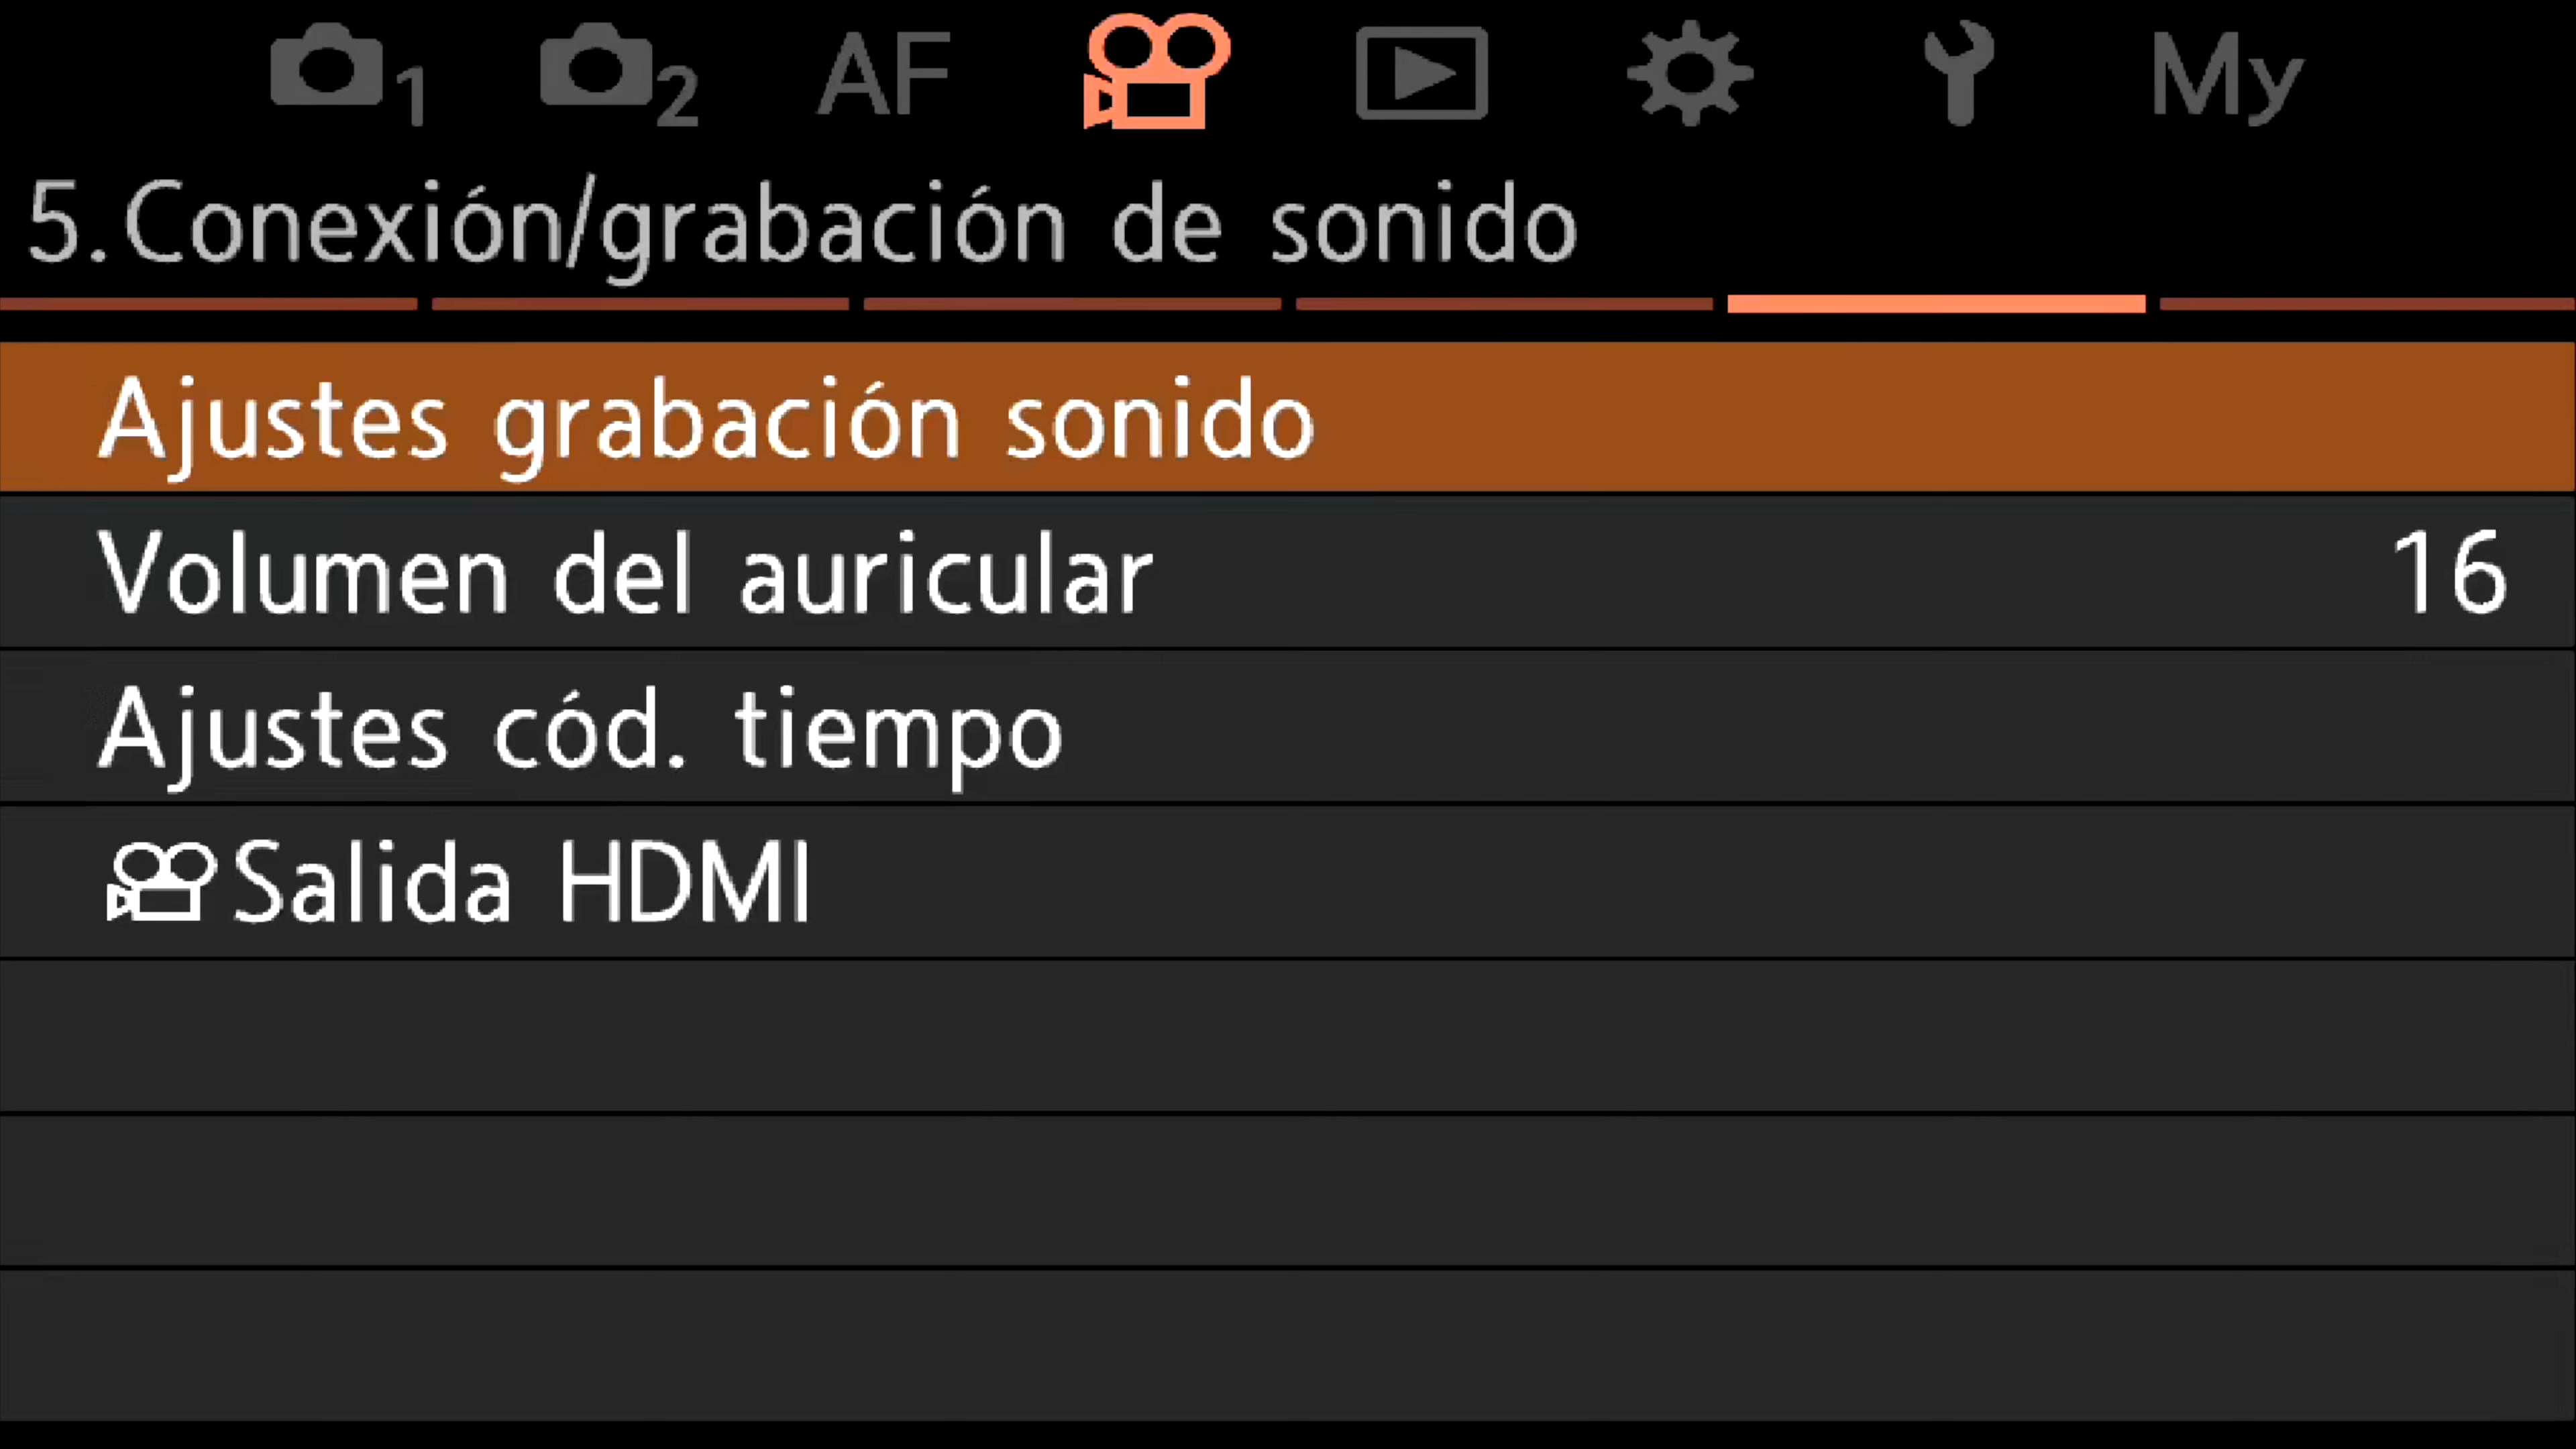 1 2 AF My
5.Conexión/grabación de sonido
Ajustes grabación sonido
Volumen del auricular 16
Ajustes cód. tiempo
Salida HDMI